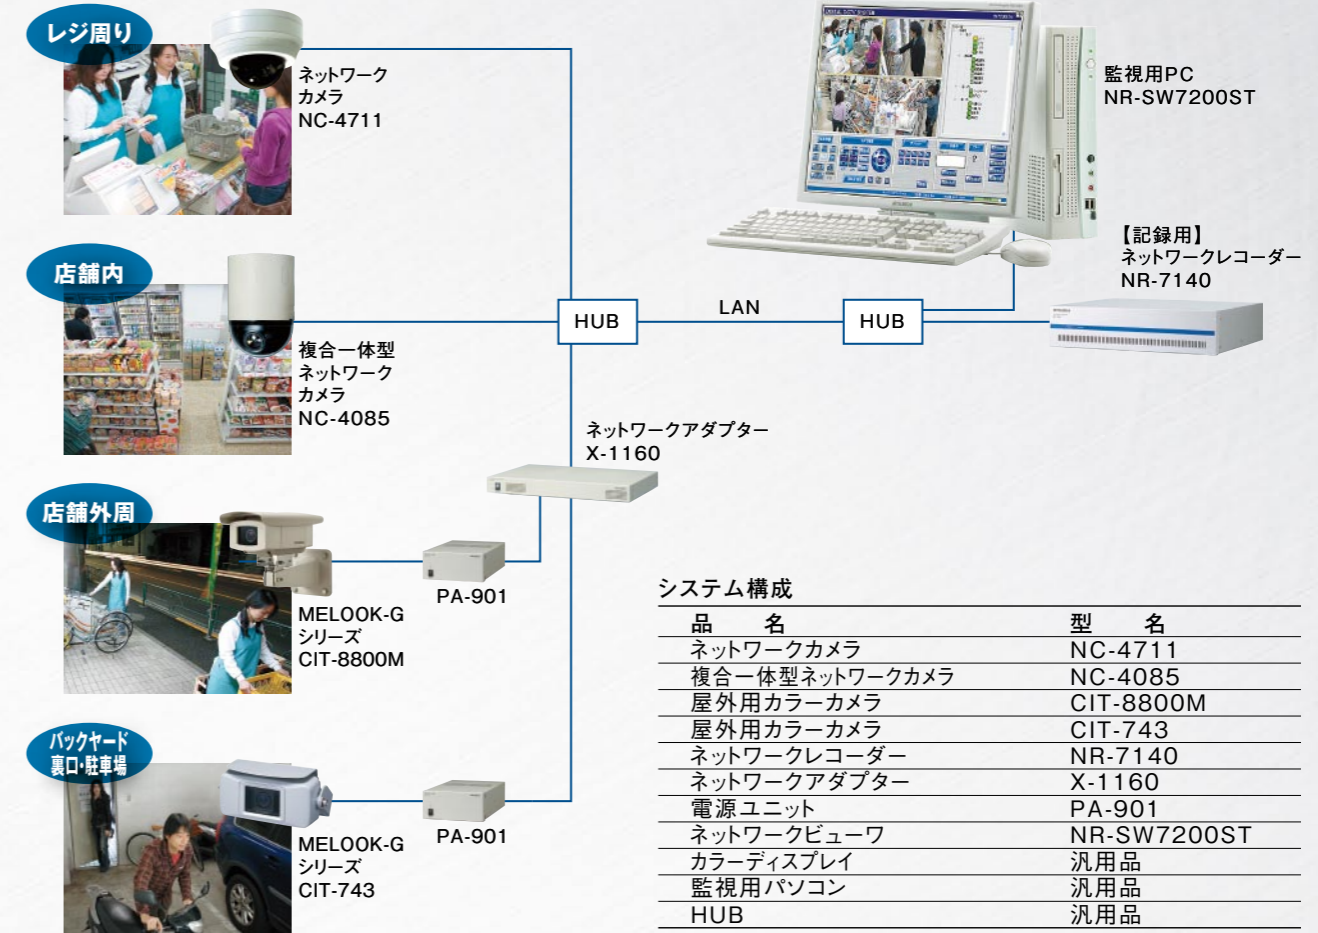 レジ周り
ネットワーク
カメラ
NC-4711
監視用PC
NR-SW7200ST
【記録用】
ネットワークレコーダー
NR-7140
店舗内
複合一体型
ネットワーク
カメラ
NC-4085
HUB
LAN
HUB
ネットワークアダプター
X-1160
店舗外周
MELOOK-G
シリーズ
CIT-8800M
PA-901
バックヤード
裏口・駐車場
MELOOK-G
シリーズ
CIT-743
PA-901
システム構成
品　名 型　名
ネットワークカメラ NC-4711
複合一体型ネットワークカメラ NC-4085
屋外用カラーカメラ CIT-8800M
屋外用カラーカメラ CIT-743
ネットワークレコーダー NR-7140
ネットワークアダプター X-1160
電源ユニット PA-901
ネットワークビューワ NR-SW7200ST
カラーディスプレイ 汎用品
監視用パソコン 汎用品
HUB 汎用品